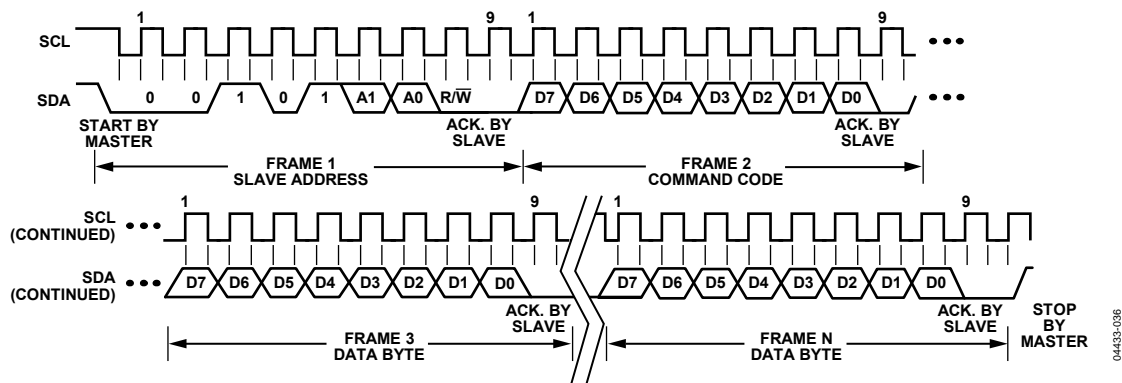 1 9 1 9
SCL
SDA 0 0 1 0 1 A1 A0 R/W̅ D7 D6 D5 D4 D3 D2 D1 D0
START BY
MASTER
ACK. BY
SLAVE
ACK. BY
SLAVE
FRAME 1
SLAVE ADDRESS
FRAME 2
COMMAND CODE
1 9 1 9
SCL
(CONTINUED)
SDA
(CONTINUED)
D7 D6 D5 D4 D3 D2 D1 D0 D7 D6 D5 D4 D3 D2 D1 D0
ACK. BY
SLAVE
ACK. BY
SLAVE
STOP
BY
MASTER
FRAME 3
DATA BYTE
FRAME N
DATA BYTE
04433-036